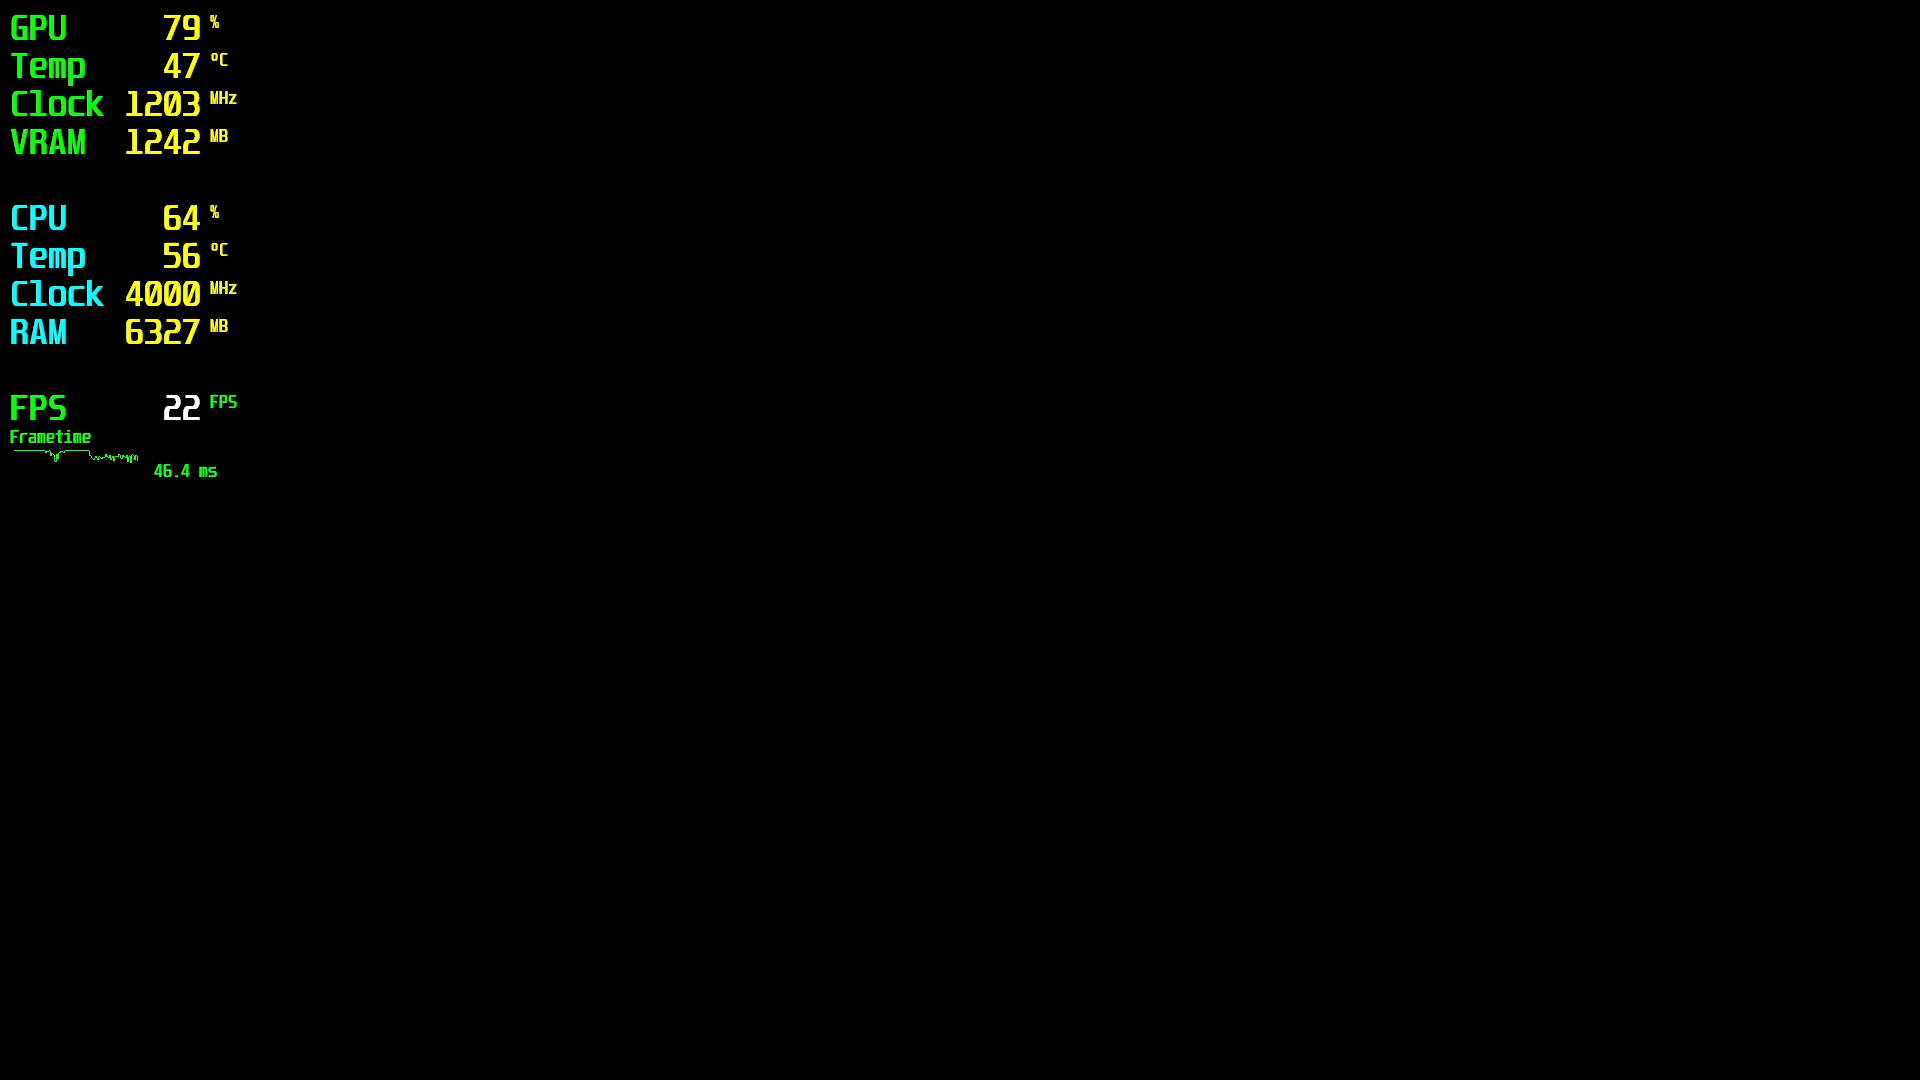 GPU 79 %
Temp 47 °C
Clock 1203 MHz
VRAM 1242 MB
CPU 64 %
Temp 56 °C
Clock 4000 MHz
RAM 6327 MB
FPS 22 FPS
Frametime
46.4 ms